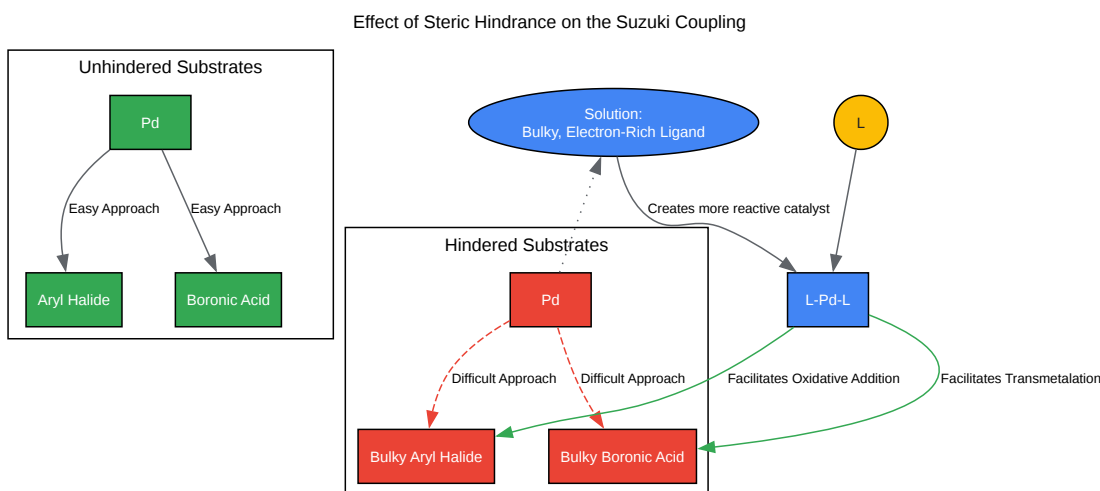 Effect of Steric Hindrance on the Suzuki Coupling
Unhindered Substrates
Pd
Easy Approach
Easy Approach
Aryl Halide
Boronic Acid
Solution:
Bulky, Electron-Rich Ligand
L
Creates more reactive catalyst
Hindered Substrates
Pd
L-Pd-L
Difficult Approach
Difficult Approach
Facilitates Oxidative Addition
Facilitates Transmetalation
Bulky Aryl Halide
Bulky Boronic Acid